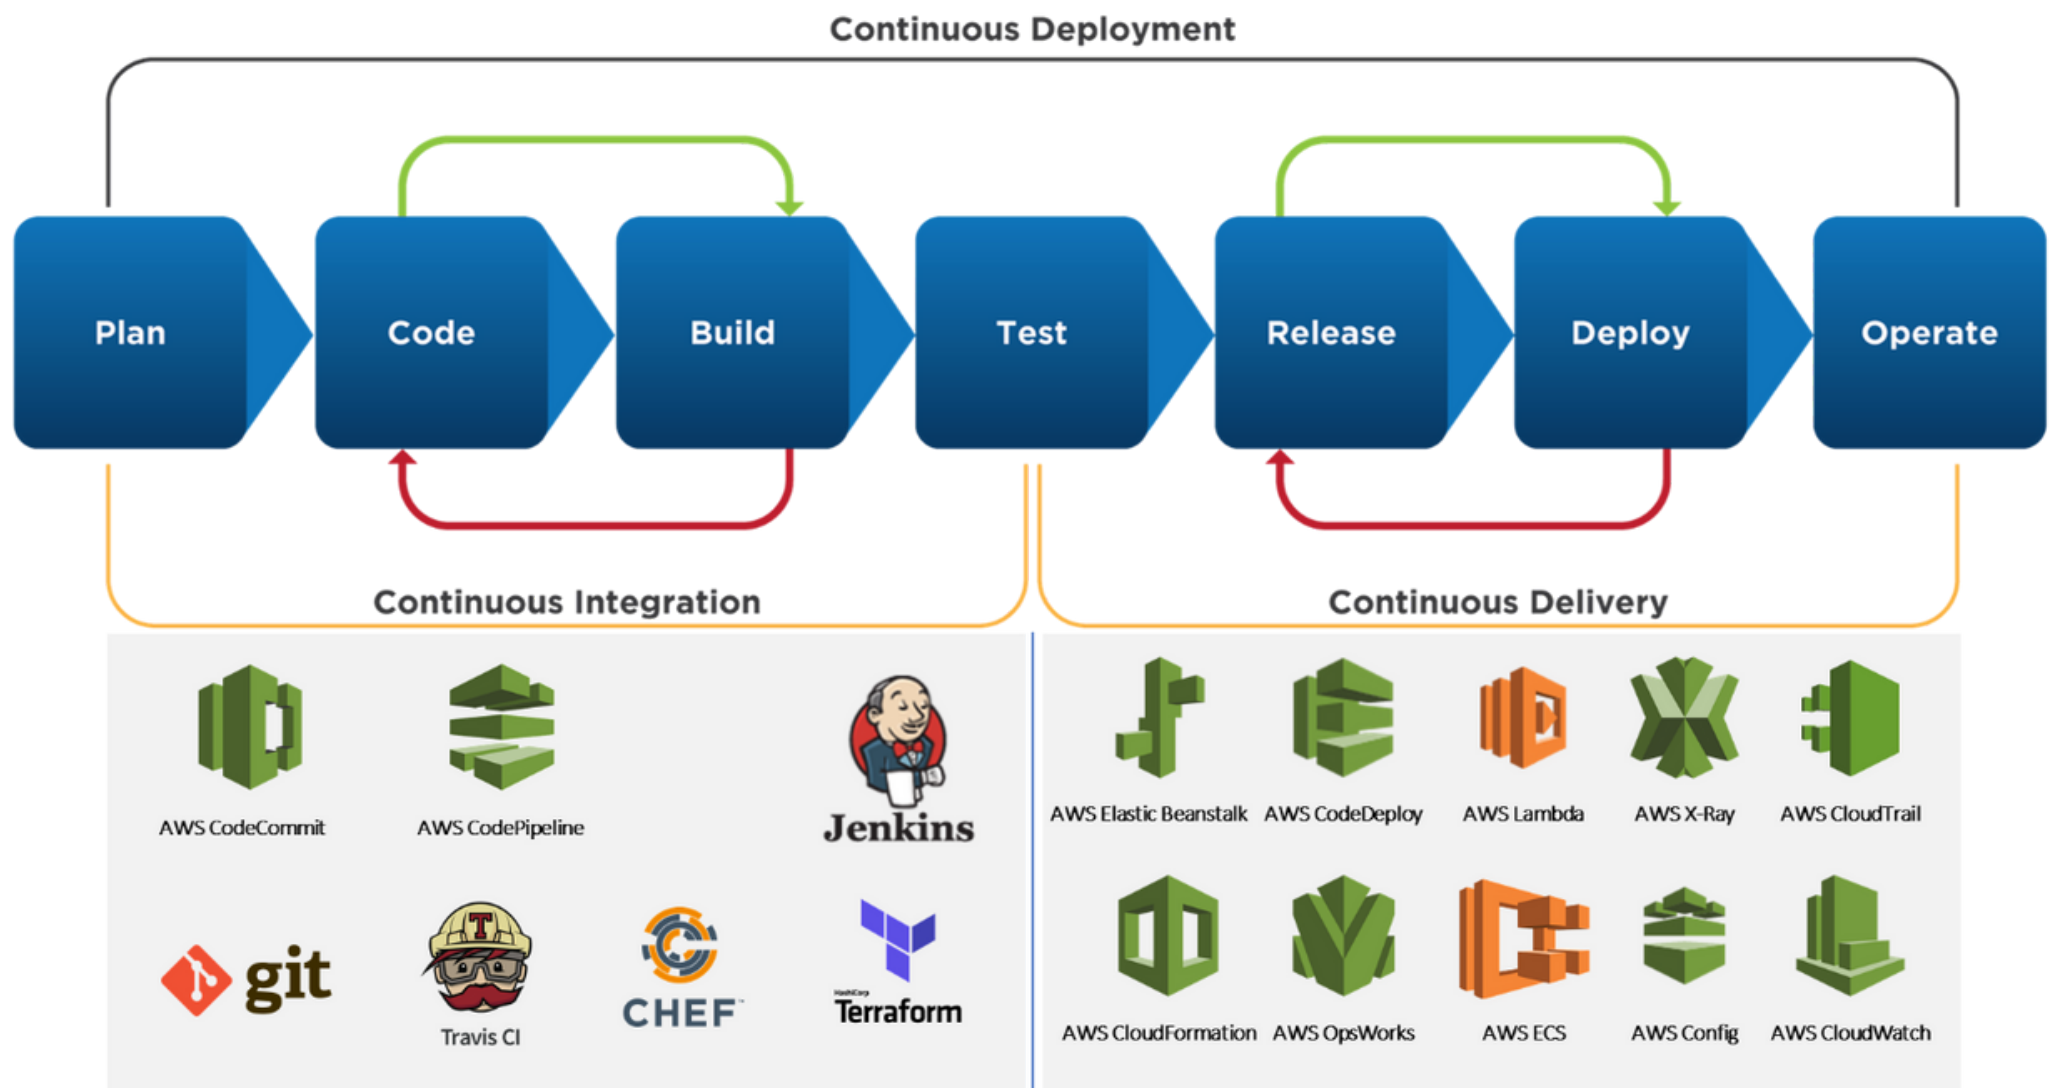 Continuous Deployment
Plan
Code
Build
Test
Release
Deploy
Operate
Continuous Integration
Continuous Delivery
AWS CodeCommit
AWS CodePipeline
Jenkins
AWS Elastic Beanstalk
AWS CodeDeploy
AWS Lambda
AWS X-Ray
AWS CloudTrail
git
T
Travis CI
CHEF™
HashiCorp
Terraform
AWS CloudFormation
AWS OpsWorks
AWS ECS
AWS Config
AWS CloudWatch